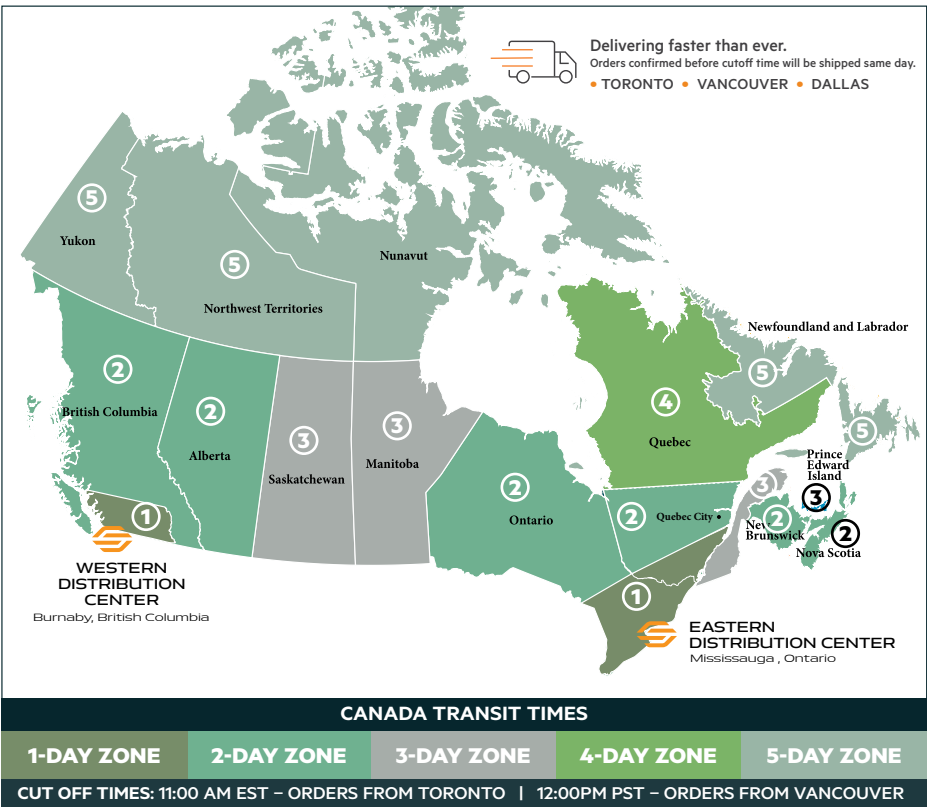 Delivering faster than ever.
Orders confirmed before cutoff time will be shipped same day.
• TORONTO • VANCOUVER • DALLAS
5
Yukon
5
Northwest Territories
Nunavut
Newfoundland and Labrador
5
2
British Columbia
2
Alberta
3
Saskatchewan
3
Manitoba
4
Quebec
5
Prince
Edward
Island
3
3
2
Ontario
2
Quebec City •
2
New
Brunswick
2
Nova Scotia
1
WESTERN
DISTRIBUTION
CENTER
Burnaby, British Columbia
1
EASTERN
DISTRIBUTION CENTER
Mississauga , Ontario
CANADA TRANSIT TIMES
1-DAY ZONE
2-DAY ZONE
3-DAY ZONE
4-DAY ZONE
5-DAY ZONE
CUT OFF TIMES: 11:00 AM EST – ORDERS FROM TORONTO | 12:00PM PST – ORDERS FROM VANCOUVER